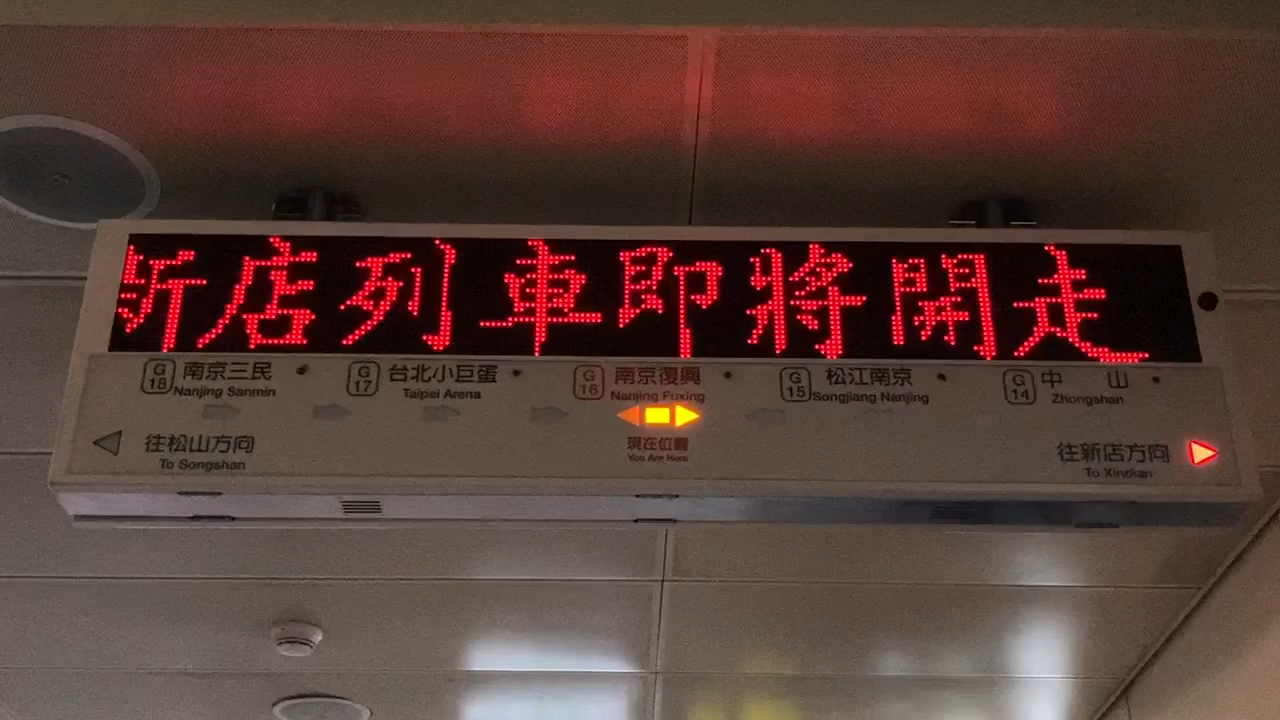 新店列車即將開走
G18 南京三民 G17 台北小巨蛋 G16 南京復興 G15 松江南京 G14 中山
Nanjing Sanmin Taipei Arena Nanjing Fuxing Songjiang Nanjing Zhongshan
往松山方向 現在位置 往新店方向
To Songshan You Are Here To Xindian